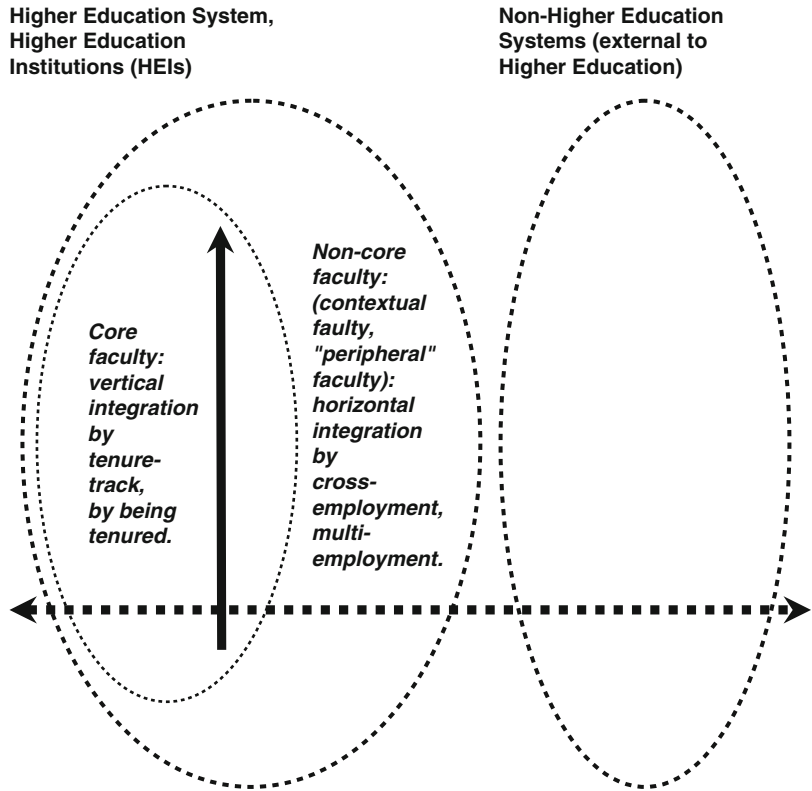 Higher Education System,
Higher Education
Institutions (HEIs)
Non-Higher Education
Systems (external to
Higher Education)
Core
faculty:
vertical
integration
by
tenure-
track,
by being
tenured.
Non-core
faculty:
(contextual
faulty,
"peripheral"
faculty):
horizontal
integration
by
cross-
employment,
multi-
employment.